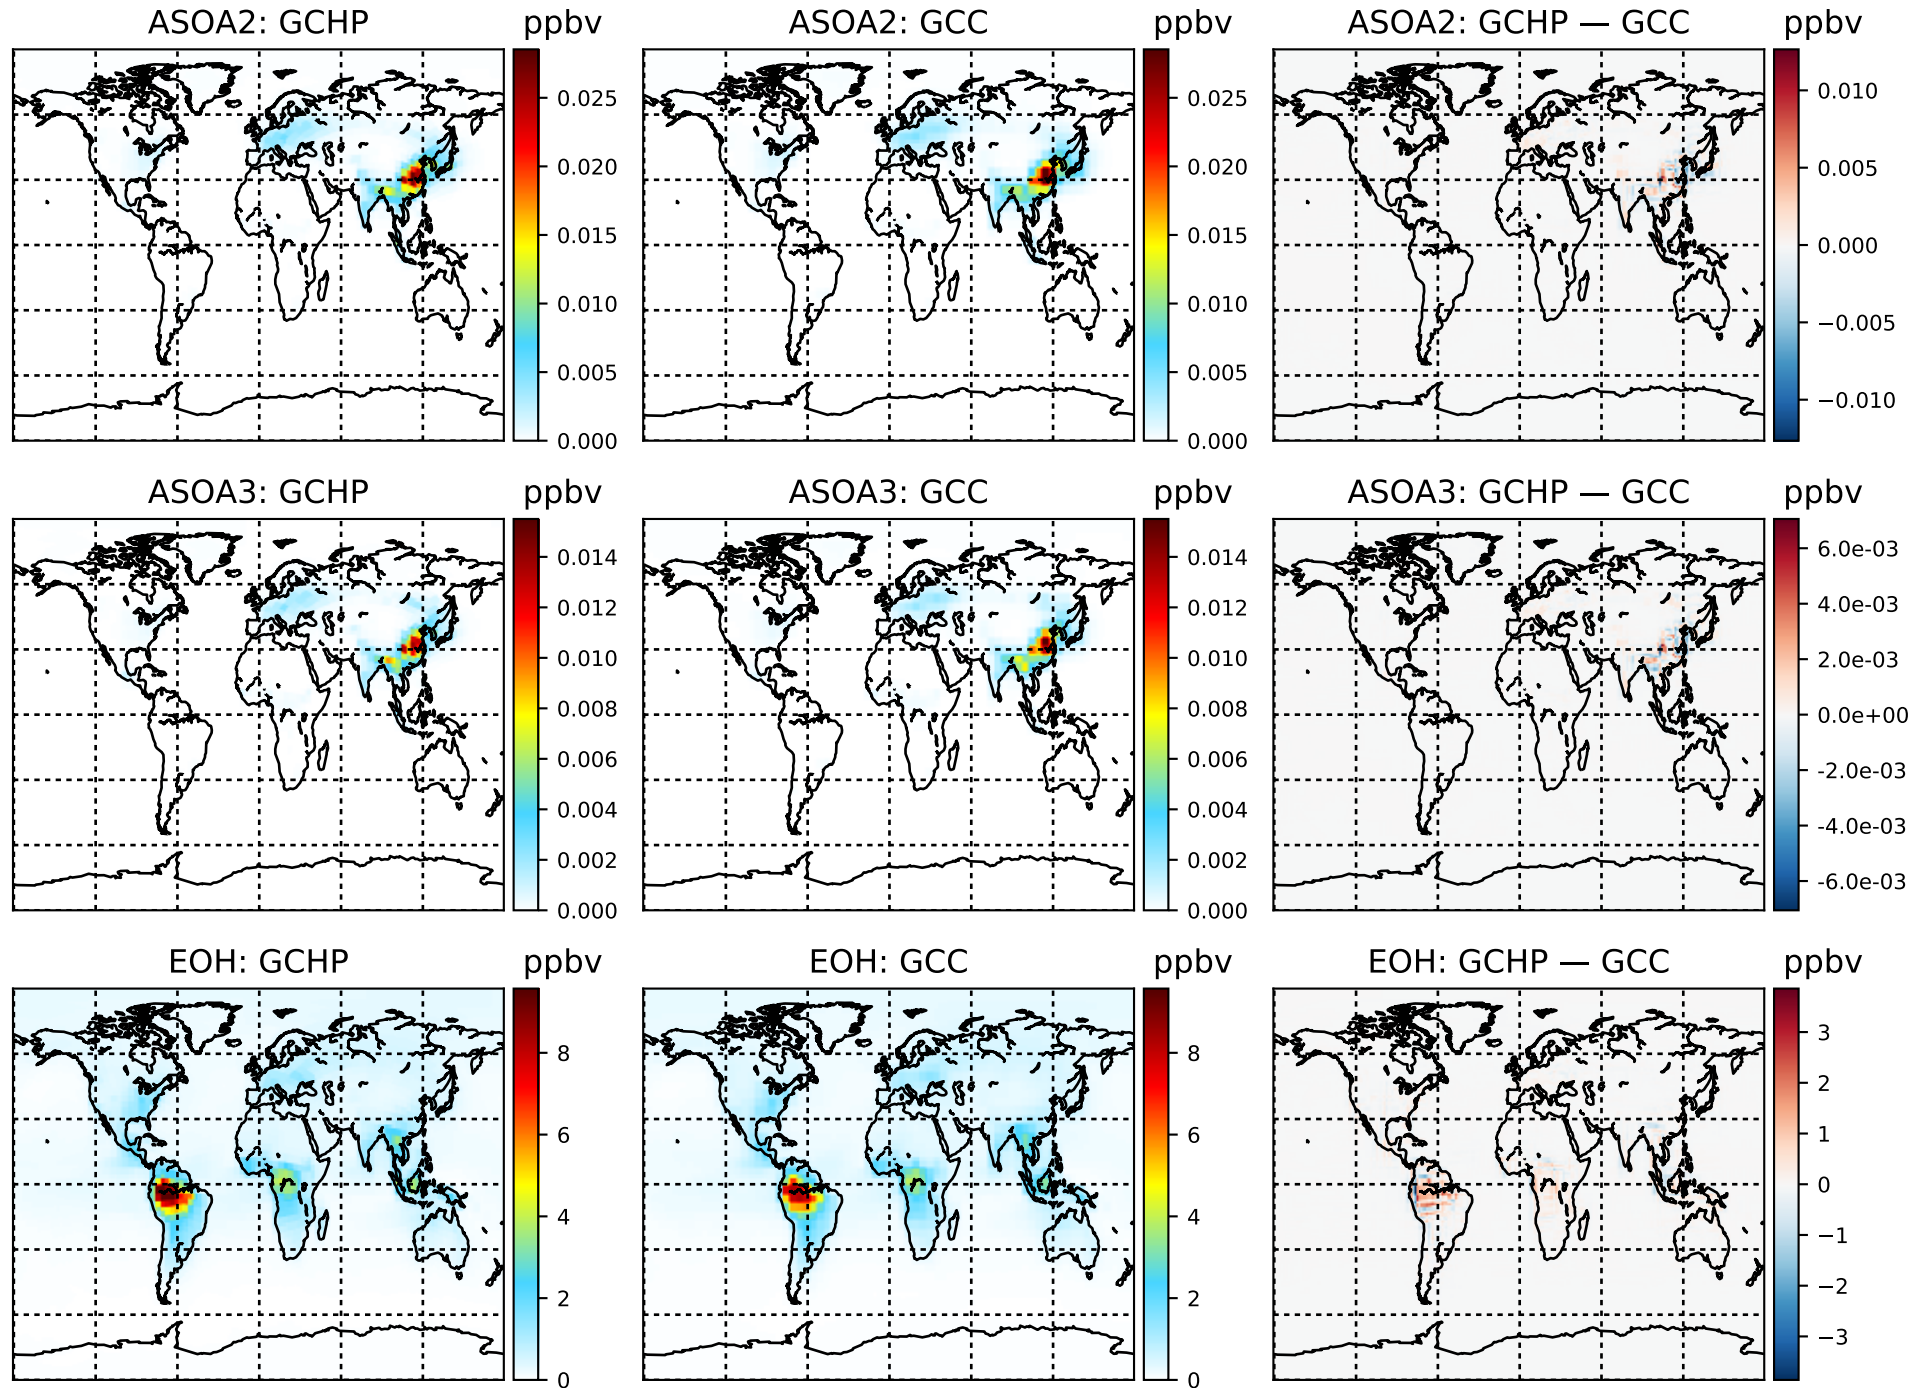 ASOA2: GCHP ppbv ASOA2: GCC ppbv ASOA2: GCHP — GCC ppbv
0.025 0.025 0.010
0.020 0.020 0.005
0.015 0.015 0.000
0.010 0.010 −0.005
0.005 0.005 −0.010
0.000 0.000
ASOA3: GCHP ppbv ASOA3: GCC ppbv ASOA3: GCHP — GCC ppbv
0.014 0.014 6.0e-03
0.012 0.012 4.0e-03
0.010 0.010 2.0e-03
0.008 0.008 0.0e+00
0.006 0.006 -2.0e-03
0.004 0.004 -4.0e-03
0.002 0.002 -6.0e-03
0.000 0.000
EOH: GCHP ppbv EOH: GCC ppbv EOH: GCHP — GCC ppbv
8 8 3
6 6 2
4 4 1
2 2 0
0 0 −1
−2
−3